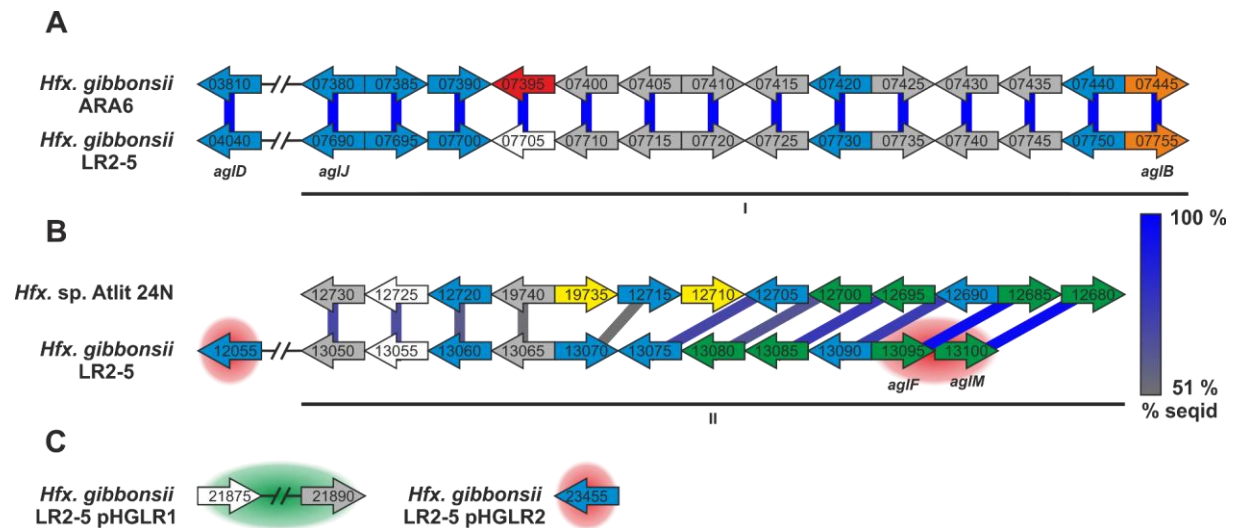 A
Hfx. gibbonsii
ARA6
03810 07380 07385 07390 07395 07400 07405 07410 07415 07420 07425 07430 07435 07440 07445
Hfx. gibbonsii
LR2-5
04040 07690 07695 07700 07705 07710 07715 07720 07725 07730 07735 07740 07745 07750 07755
aglD aglJ aglB
I
B
100 %
Hfx. sp. Atlit 24N
12730 12725 12720 19740 19735 12715 12710 12705 12700 12695 12690 12685 12680
Hfx. gibbonsii
LR2-5
12055 13050 13055 13060 13065 13070 13075 13080 13085 13090 13095 13100
aglF aglM
51 %
% seqid
II
C
Hfx. gibbonsii
LR2-5 pHGLR1
21875 21890
Hfx. gibbonsii
LR2-5 pHGLR2
23455